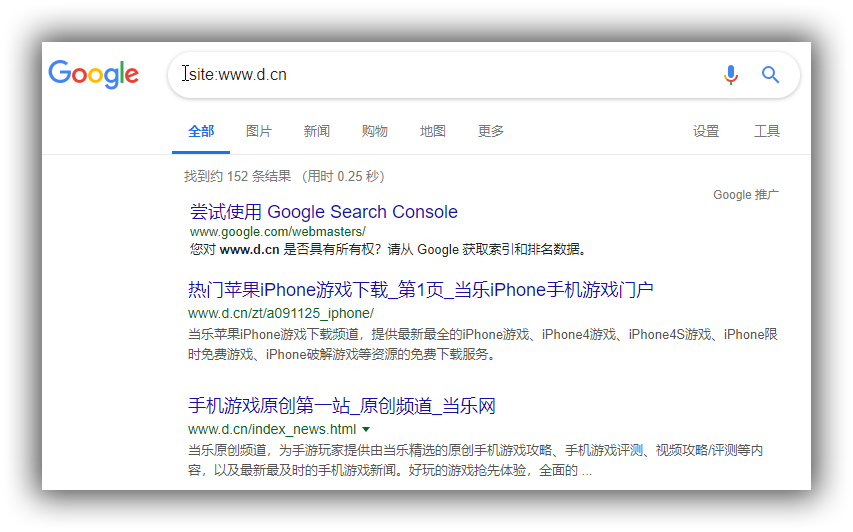 Google
site:www.d.cn
全部 图片 新闻 购物 地图 更多 设置 工具
找到约 152 条结果 （用时 0.25 秒）
Google 推广
尝试使用 Google Search Console
www.google.com/webmasters/
您对 www.d.cn 是否具有所有权？请从 Google 获取索引和排名数据。
热门苹果iPhone游戏下载_第1页_当乐iPhone手机游戏门户
www.d.cn/zt/a091125_iphone/
当乐苹果iPhone游戏下载频道，提供最新最全的iPhone游戏、iPhone4游戏、iPhone4S游戏、iPhone限
时免费游戏、iPhone破解游戏等资源的免费下载服务。
手机游戏原创第一站_原创频道_当乐网
www.d.cn/index_news.html
当乐原创频道，为手游玩家提供由当乐精选的原创手机游戏攻略、手机游戏评测、视频攻略/评测等内
容，以及最新最及时的手机游戏新闻。好玩的游戏抢先体验，全面的 ...